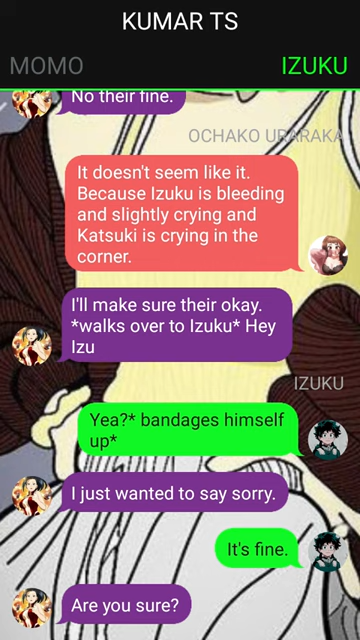 KUMAR TS
MOMO
IZUKU
No their fine.
OCHAKO URARAKA
It doesn't seem like it.
Because Izuku is bleeding
and slightly crying and
Katsuki is crying in the
corner.
I'll make sure their okay.
*walks over to Izuku* Hey
Izu
IZUKU
Yea?* bandages himself
up*
I just wanted to say sorry.
It's fine.
Are you sure?